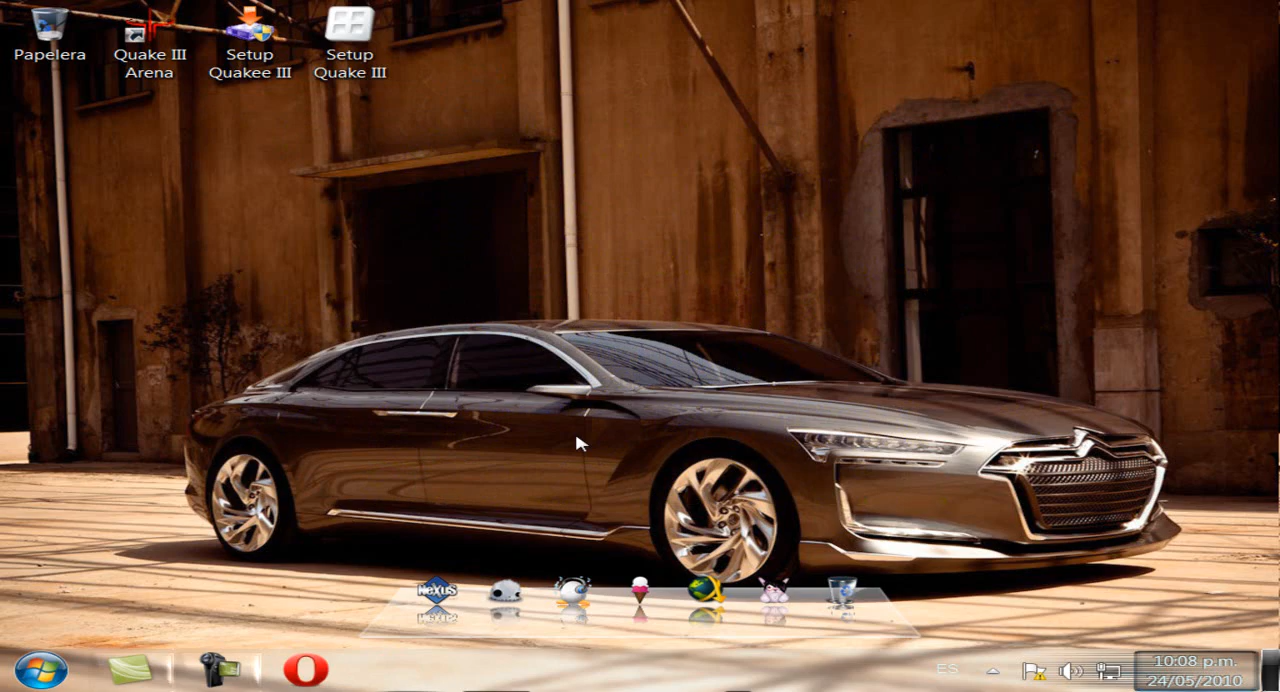 Papelera
Quake III
Arena
Setup
Quakee III
Setup
Quake III
NeXuS
ES
10:08 p.m.
24/05/2010